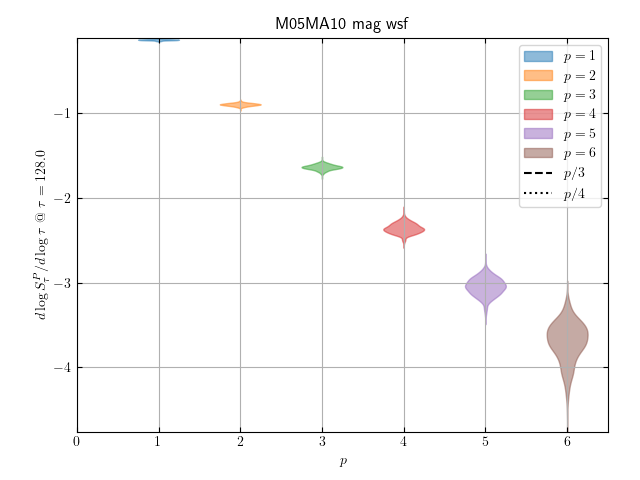 M05MA10 mag wsf
d log S_τ^P / d log τ @ τ = 128.0
−1
−2
−3
−4
0 1 2 3 4 5 6
p
p = 1
p = 2
p = 3
p = 4
p = 5
p = 6
p/3
p/4